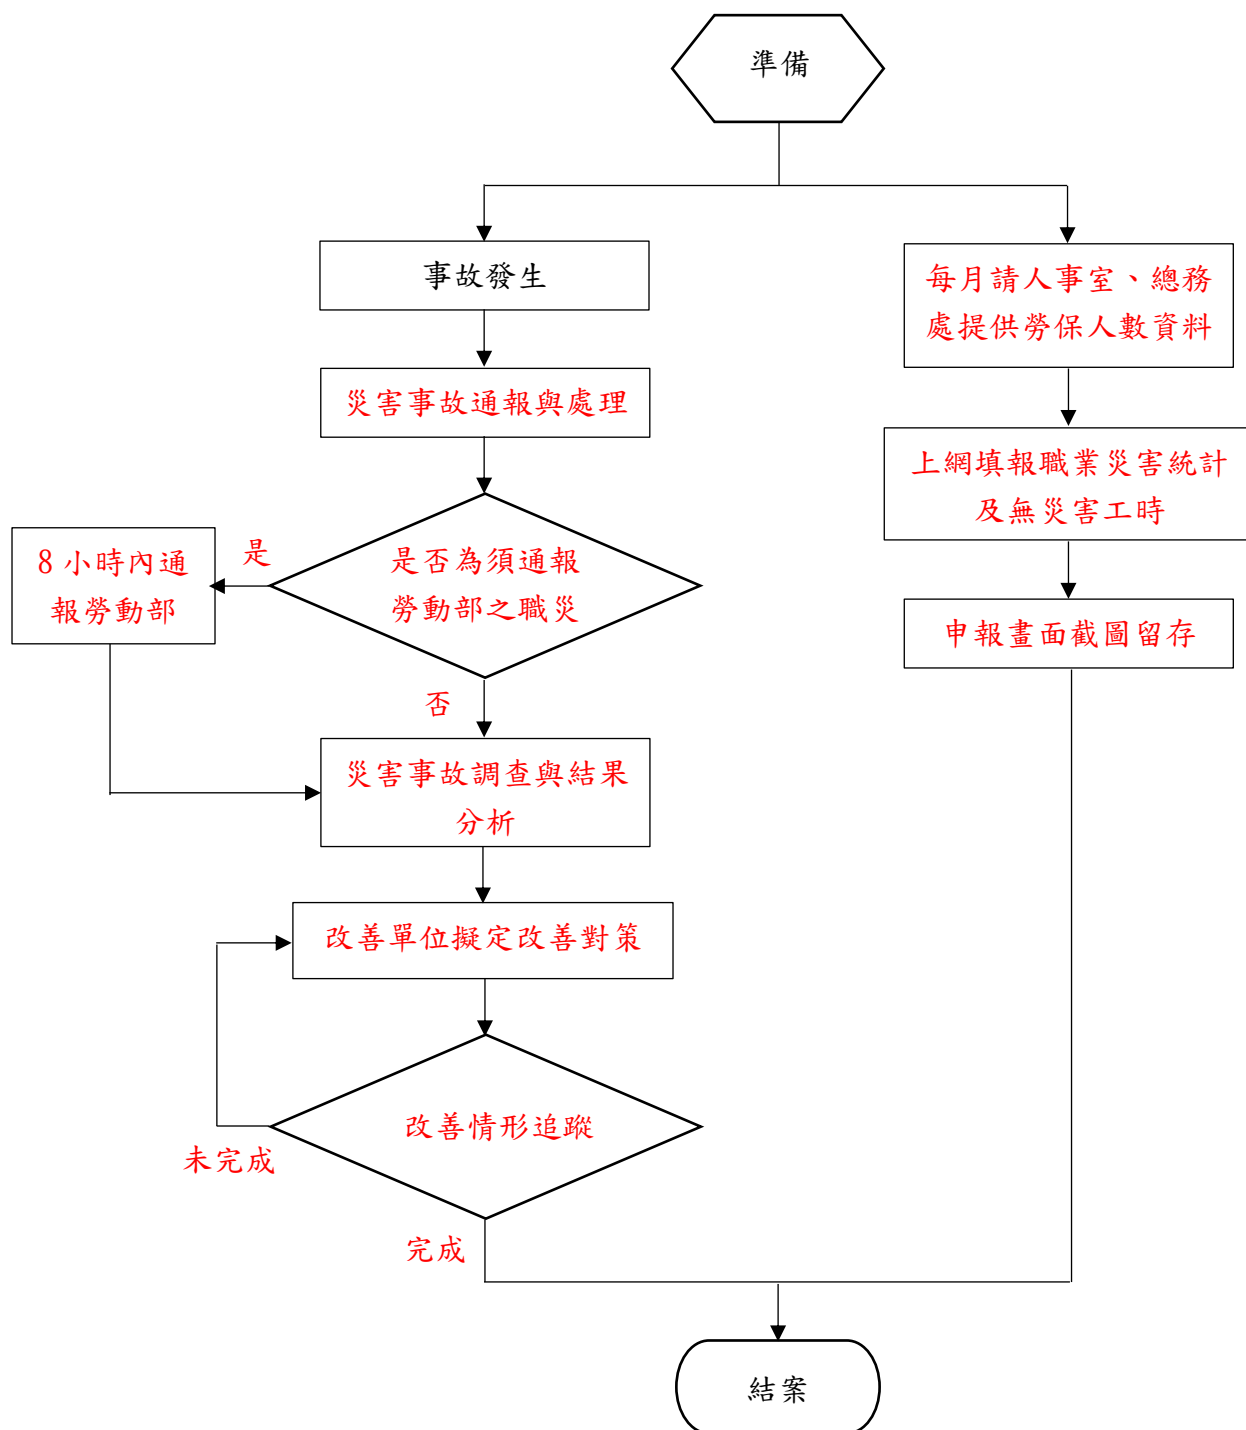 準備
事故發生
每月請人事室、總務
處提供勞保人數資料
災害事故通報與處理
上網填報職業災害統計
及無災害工時
是
8 小時內通
報勞動部
是否為須通報
勞動部之職災
申報畫面截圖留存
否
災害事故調查與結果
分析
改善單位擬定改善對策
改善情形追蹤
未完成
完成
結案